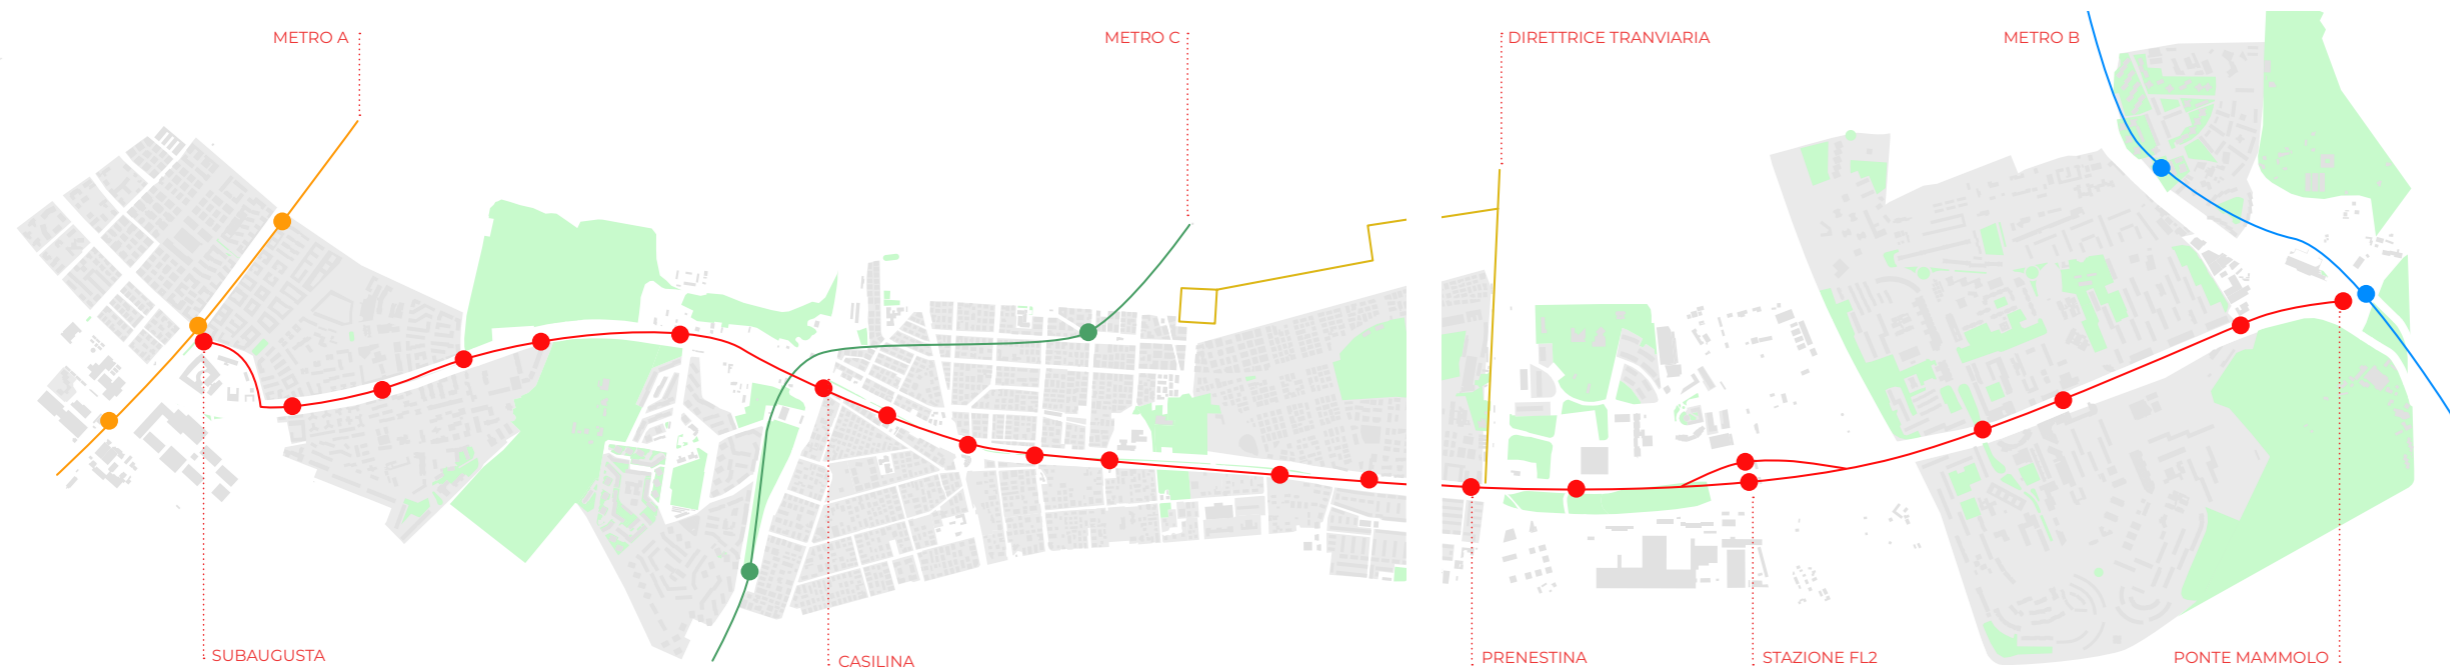 METRO A
METRO C
DIRETTRICE TRANVIARIA
METRO B
SUBAUGUSTA
CASILINA
PRENESTINA
STAZIONE FL2
PONTE MAMMOLO